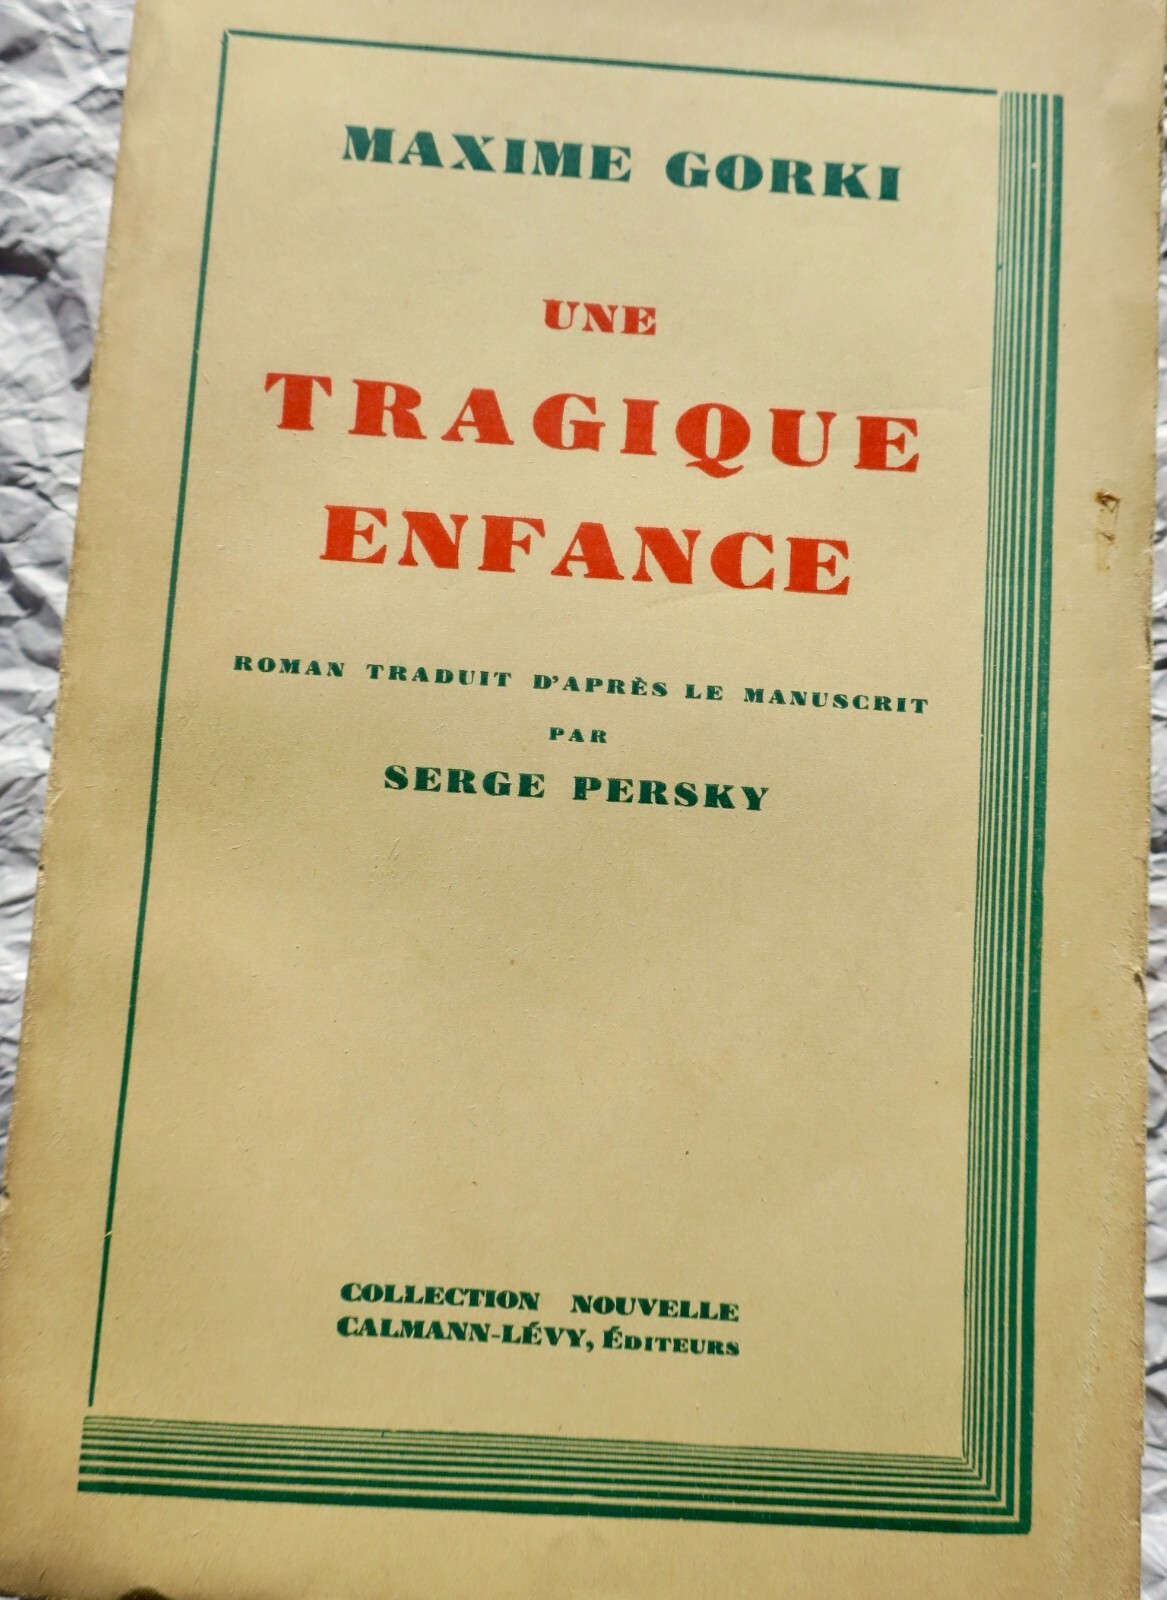 MAXIME GORKI
UNE
TRAGIQUE
ENFANCE
ROMAN TRADUIT D'APRÈS LE MANUSCRIT
PAR
SERGE PERSKY
COLLECTION NOUVELLE
CALMANN-LÉVY, ÉDITEURS